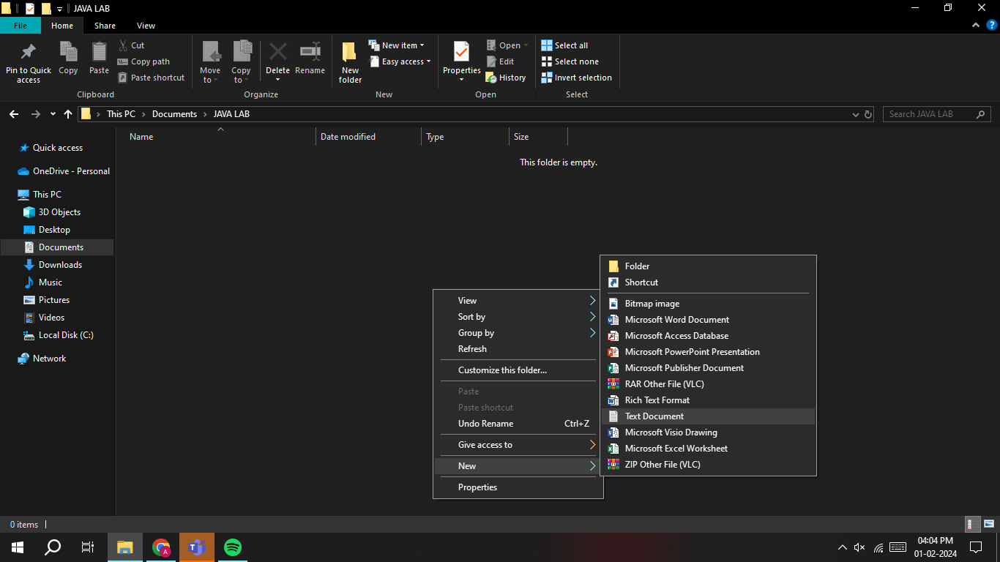 JAVA LAB
File Home Share View
Pin to Quick access
Copy
Paste
Cut
Copy path
Paste shortcut
Clipboard
Move to
Copy to
Delete
Rename
Organize
New folder
New item
Easy access
New
Properties
Open
Edit
History
Open
Select all
Select none
Invert selection
Select
This PC Documents JAVA LAB
Search JAVA LAB
Name Date modified Type Size
This folder is empty.
Quick access
OneDrive - Personal
This PC
3D Objects
Desktop
Documents
Downloads
Music
Pictures
Videos
Local Disk (C:)
Network
View
Sort by
Group by
Refresh
Customize this folder...
Paste
Paste shortcut
Undo Rename Ctrl+Z
Give access to
New
Properties
Folder
Shortcut
Bitmap image
Microsoft Word Document
Microsoft Access Database
Microsoft PowerPoint Presentation
Microsoft Publisher Document
RAR Other File (VLC)
Rich Text Format
Text Document
Microsoft Visio Drawing
Microsoft Excel Worksheet
ZIP Other File (VLC)
0 items
04:04 PM
01-02-2024